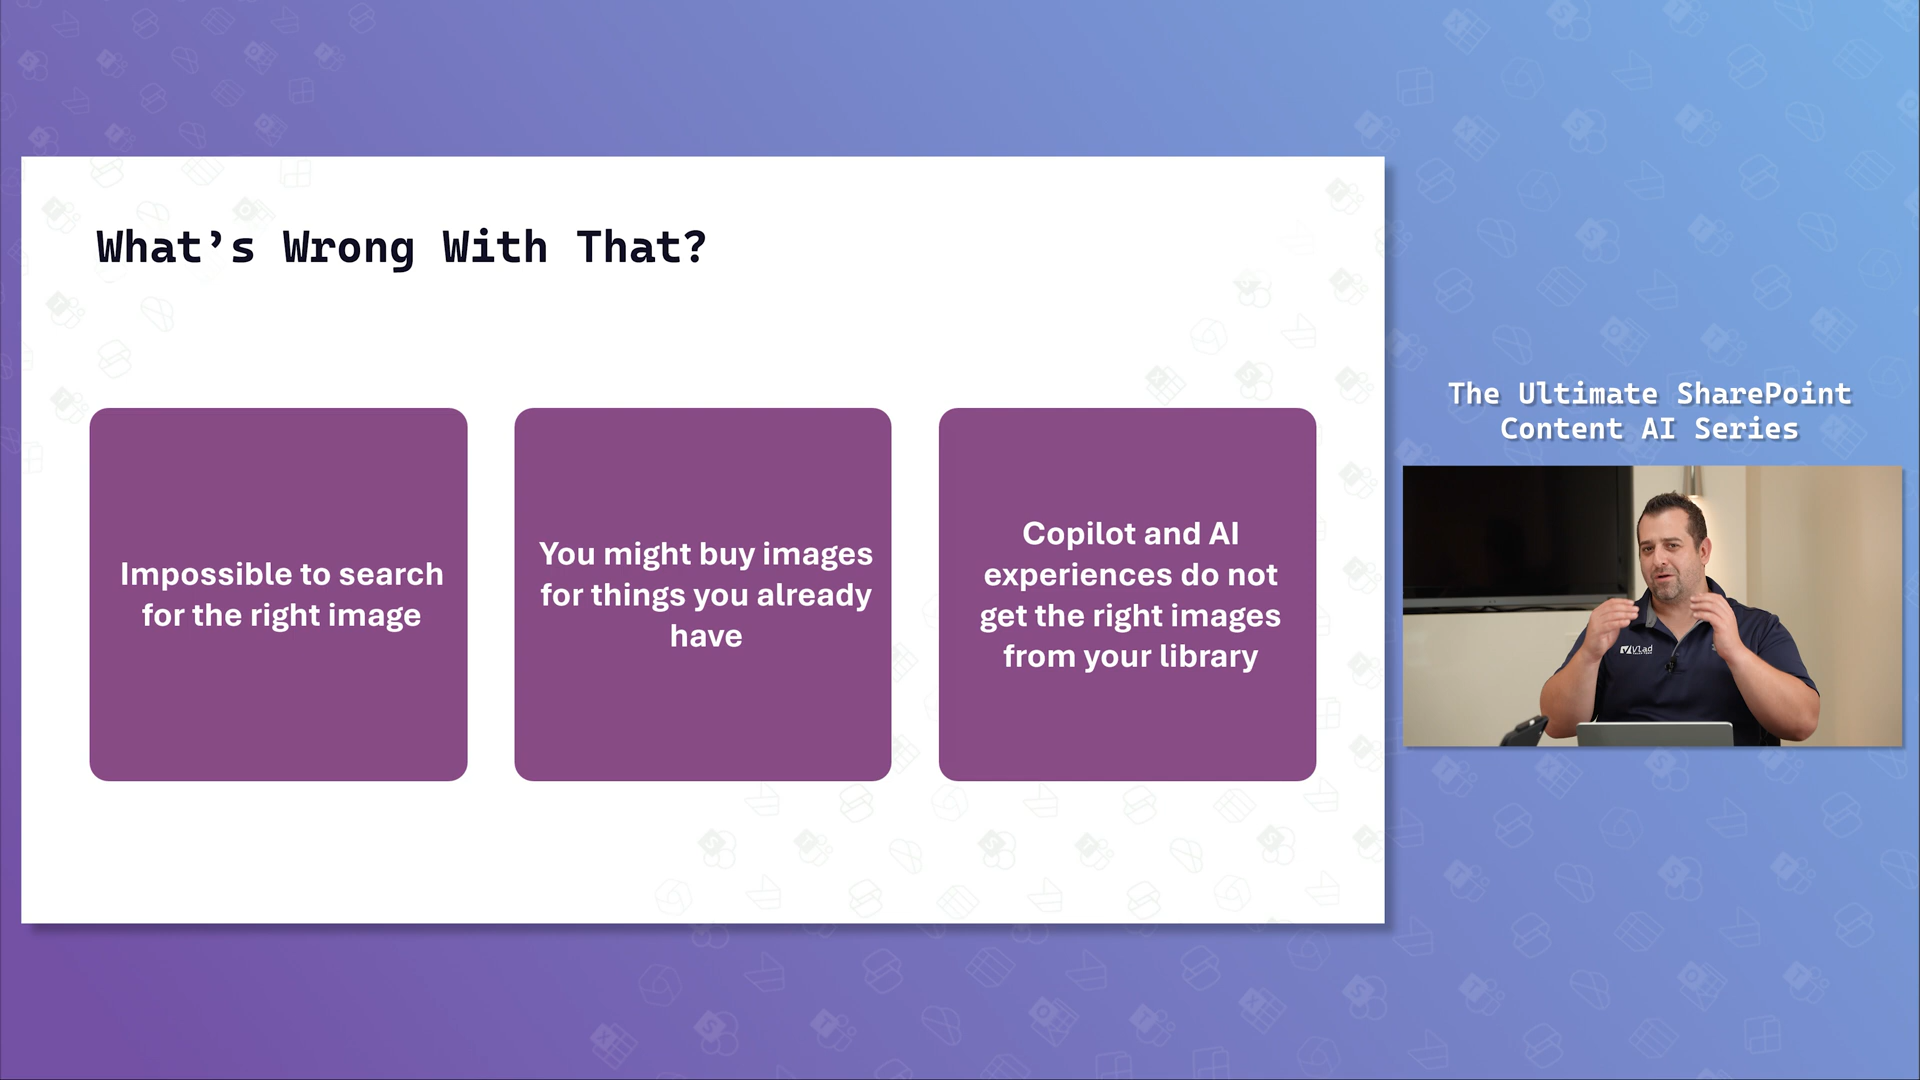 What's Wrong With That?
Impossible to search
for the right image
You might buy images
for things you already
have
Copilot and AI
experiences do not
get the right images
from your library
The Ultimate SharePoint
Content AI Series
Vlad